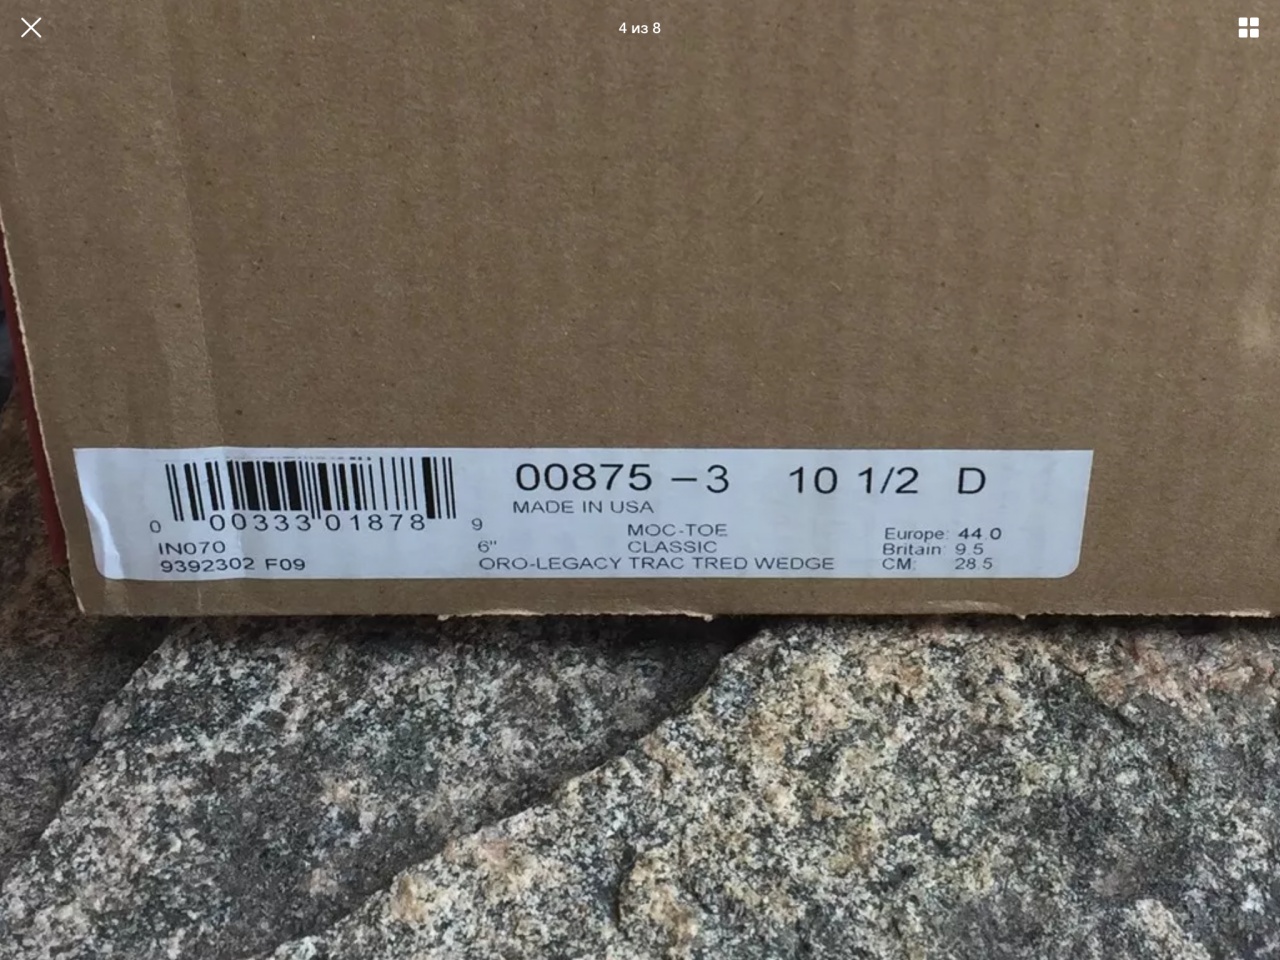 4 из 8
00875 – 3 10 1/2 D
MADE IN USA
0 00333 01878 9
IN070
9392302 F09
6" MOC-TOE
CLASSIC
ORO-LEGACY TRAC TRED WEDGE
Europe: 44.0
Britain: 9.5
CM: 28.5